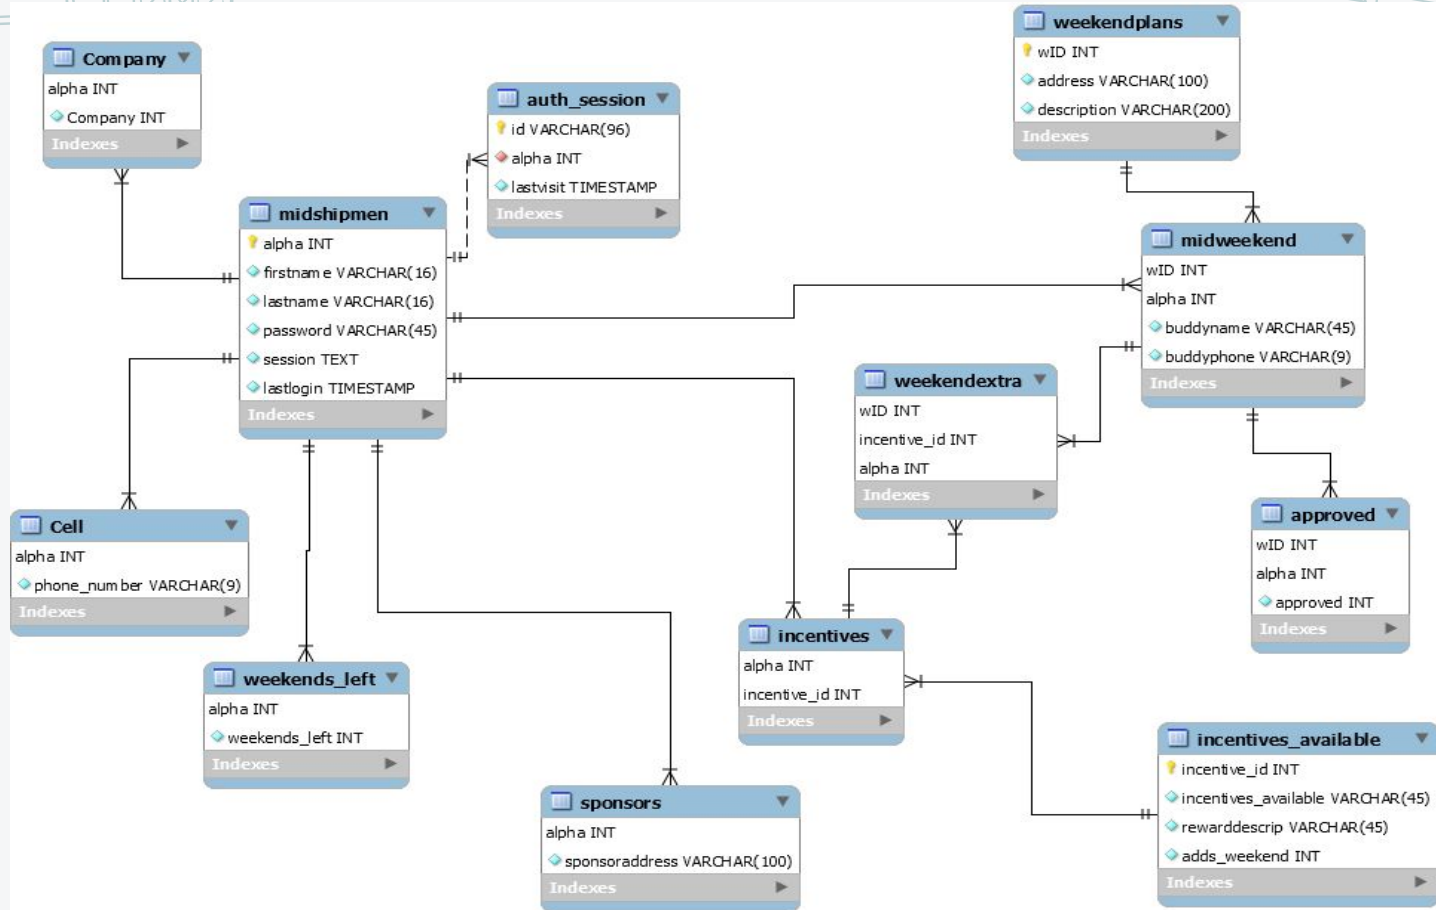 Company
alpha INT
Company INT
Indexes
auth_session
id VARCHAR(96)
alpha INT
lastvisit TIMESTAMP
Indexes
weekendplans
wID INT
address VARCHAR(100)
description VARCHAR(200)
Indexes
midshipmen
alpha INT
firstname VARCHAR(16)
lastname VARCHAR(16)
password VARCHAR(45)
session TEXT
lastlogin TIMESTAMP
Indexes
midweekend
wID INT
alpha INT
buddyname VARCHAR(45)
buddyphone VARCHAR(9)
Indexes
weekendextra
wID INT
incentive_id INT
alpha INT
Indexes
Cell
alpha INT
phone_number VARCHAR(9)
Indexes
approved
wID INT
alpha INT
approved INT
Indexes
weekends_left
alpha INT
weekends_left INT
Indexes
incentives
alpha INT
incentive_id INT
Indexes
sponsors
alpha INT
sponsoraddress VARCHAR(100)
Indexes
incentives_available
incentive_id INT
incentives_available VARCHAR(45)
rewarddescrip VARCHAR(45)
adds_weekend INT
Indexes